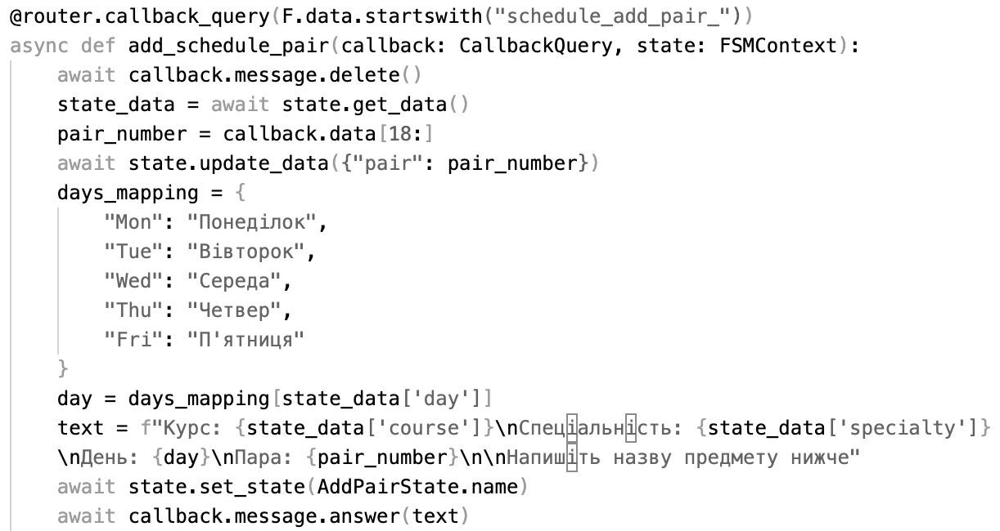 @router.callback_query(F.data.startswith("schedule_add_pair_"))
async def add_schedule_pair(callback: CallbackQuery, state: FSMContext):
    await callback.message.delete()
    state_data = await state.get_data()
    pair_number = callback.data[18:]
    await state.update_data({"pair": pair_number})
    days_mapping = {
        "Mon": "Понеділок",
        "Tue": "Вівторок",
        "Wed": "Середа",
        "Thu": "Четвер",
        "Fri": "П'ятниця"
    }
    day = days_mapping[state_data['day']]
    text = f"Курс: {state_data['course']}\nСпеціальність: {state_data['specialty']}
    \nДень: {day}\nПара: {pair_number}\n\nНапишіть назву предмету нижче"
    await state.set_state(AddPairState.name)
    await callback.message.answer(text)